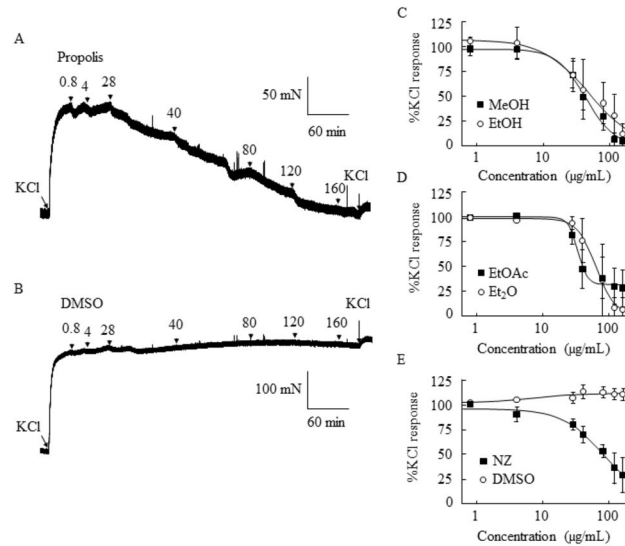 A
Propolis
0.8 4 28 40 80 120 160 KCl
KCl
50 mN
60 min
B
DMSO
0.8 4 28 40 80 120 160 KCl
KCl
100 mN
60 min
C
%KCl response
125
100
75
50
25
0
MeOH
EtOH
1 10 100
Concentration (µg/mL)
D
%KCl response
125
100
75
50
25
0
EtOAc
Et₂O
1 10 100
Concentration (µg/mL)
E
%KCl response
125
100
75
50
25
0
NZ
DMSO
1 10 100
Concentration (µg/mL)